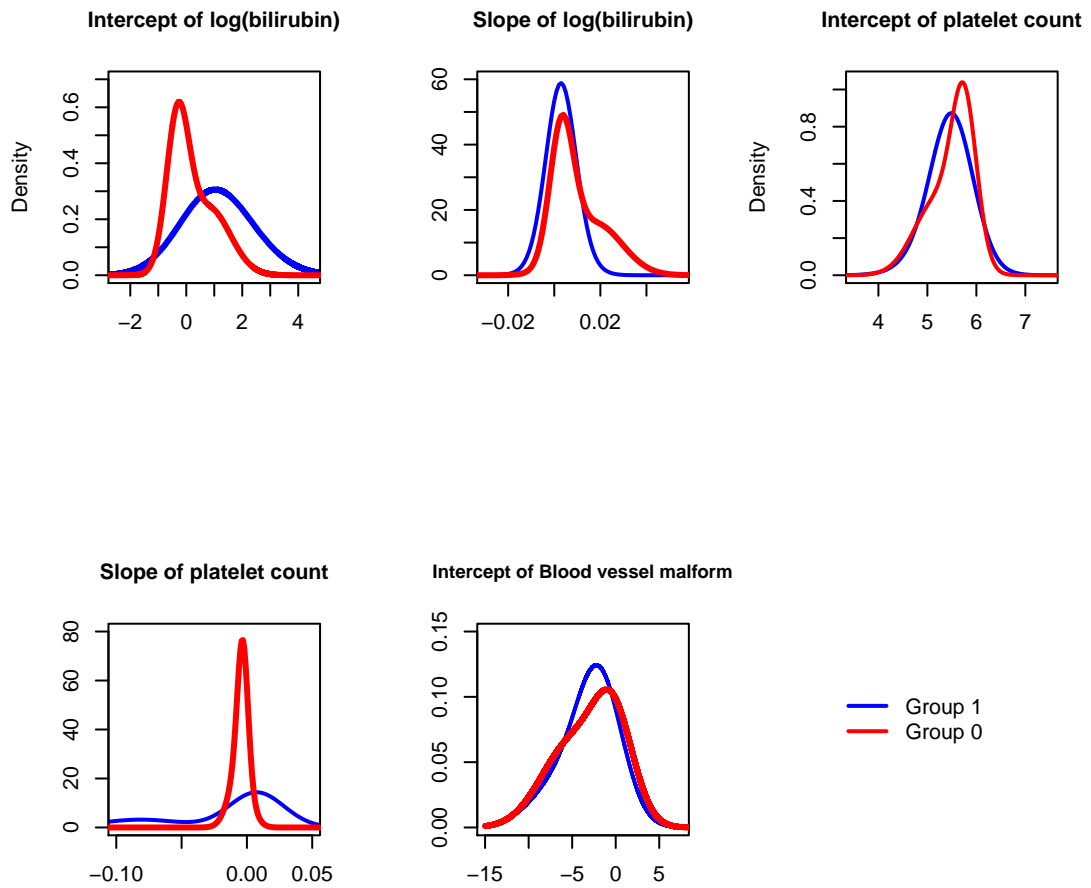 Intercept of log(bilirubin)
Density
0.0 0.2 0.4 0.6
−2 0 2 4
Slope of log(bilirubin)
0 20 40 60
−0.02 0.02
Intercept of platelet count
Density
0.0 0.4 0.8
4 5 6 7
Slope of platelet count
0 20 40 60 80
−0.10 0.00 0.05
Intercept of Blood vessel malform
0.00 0.05 0.10 0.15
−15 −5 0 5
Group 1
Group 0